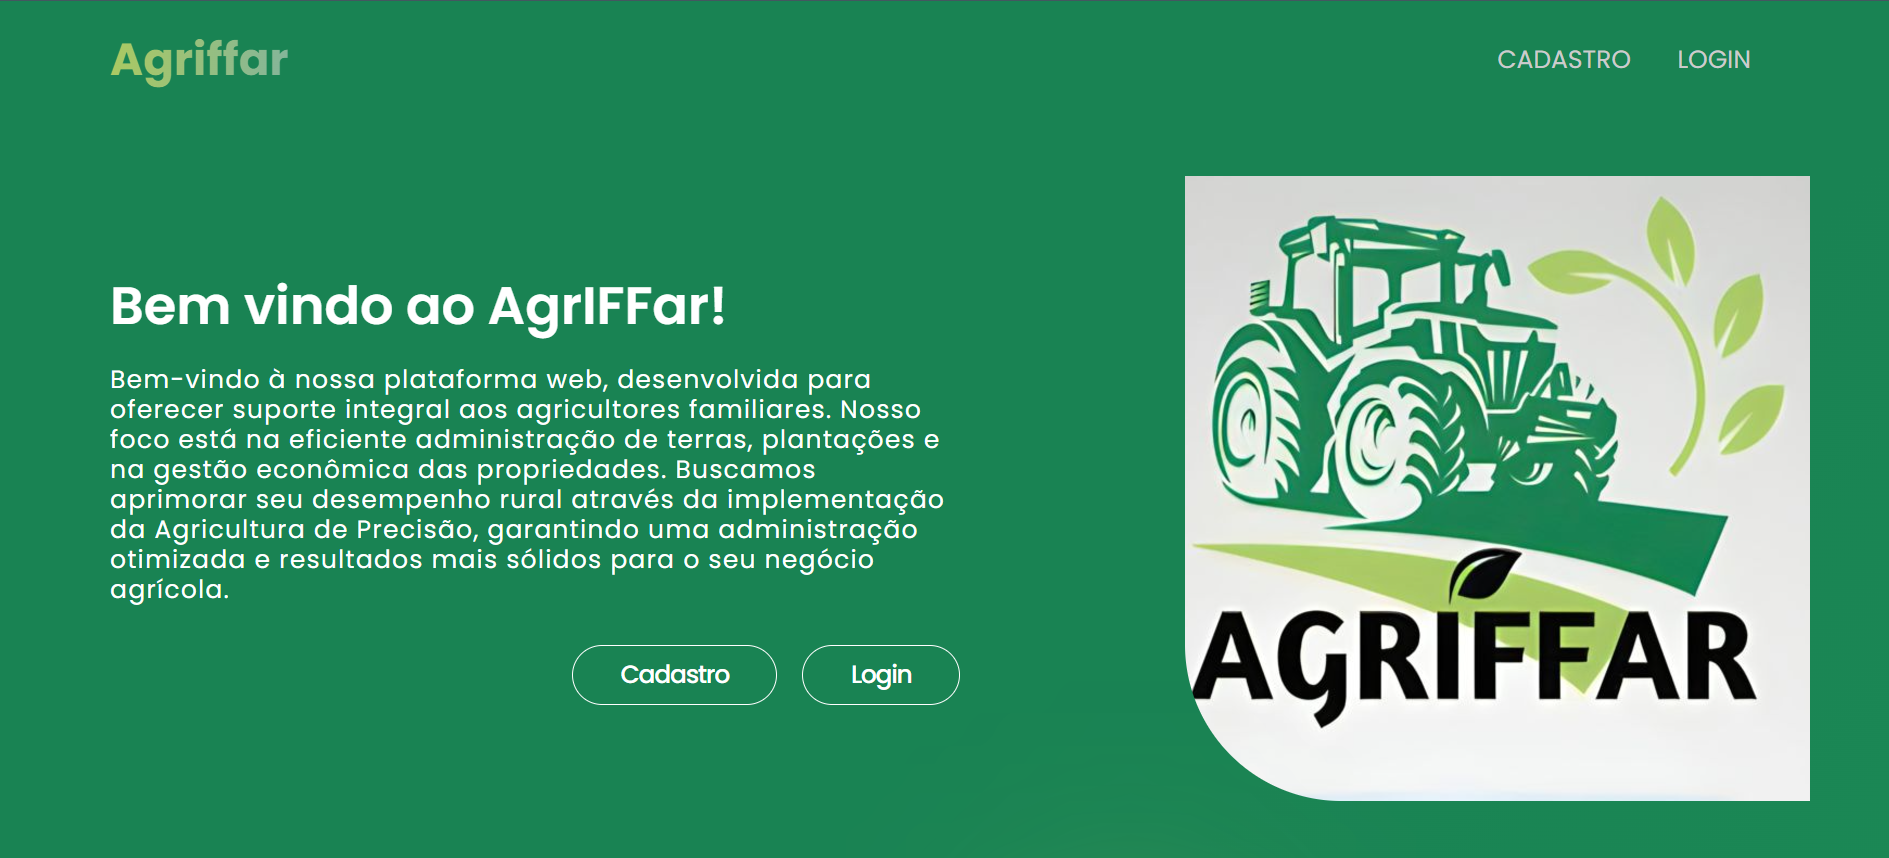 Agriffar
CADASTRO
LOGIN
Bem vindo ao AgrIFFar!
Bem-vindo à nossa plataforma web, desenvolvida para
oferecer suporte integral aos agricultores familiares. Nosso
foco está na eficiente administração de terras, plantações e
na gestão econômica das propriedades. Buscamos
aprimorar seu desempenho rural através da implementação
da Agricultura de Precisão, garantindo uma administração
otimizada e resultados mais sólidos para o seu negócio
agrícola.
Cadastro
Login
AGRIFFAR